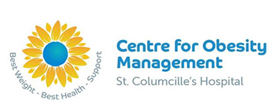 Centre for Obesity
Management
St. Columcille's Hospital
Best Weight - Best Health - Support